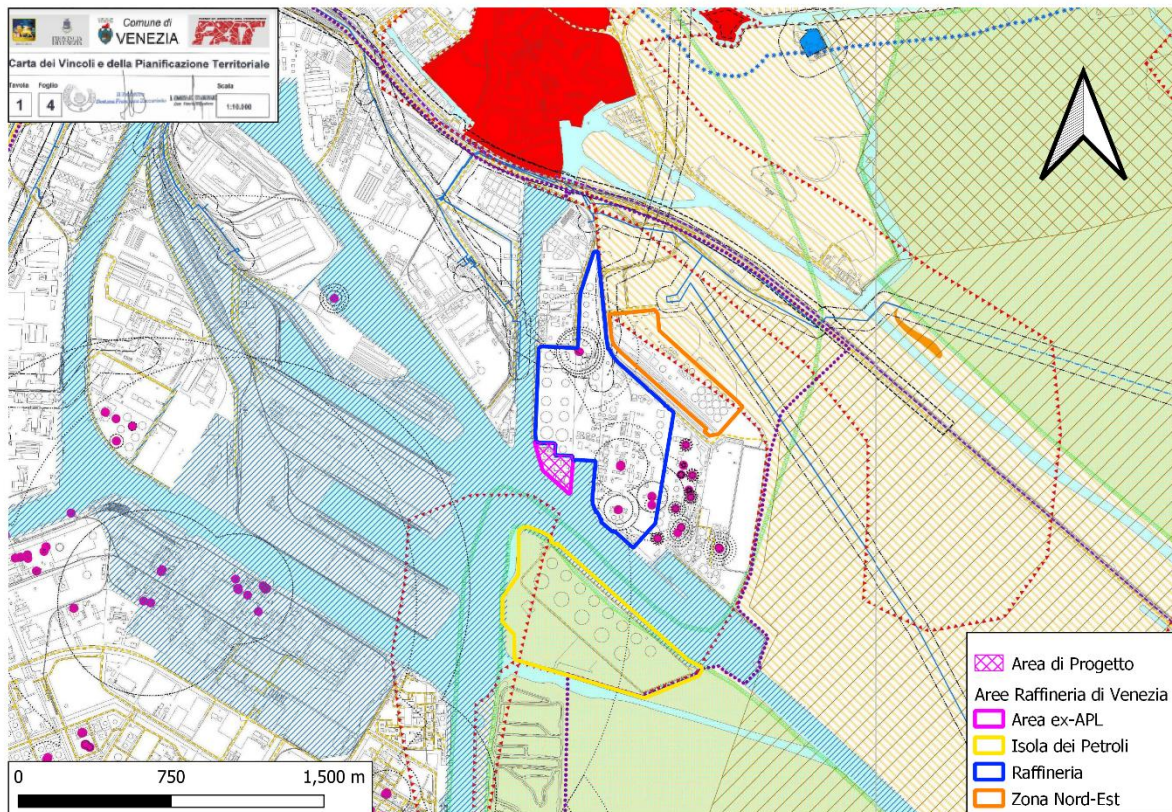 Comune di
VENEZIA
PAT
Carta dei Vincoli e della Pianificazione Territoriale
Tavola
Foglio
Scala
1
4
1:10.000
0
750
1,500 m
Area di Progetto
Aree Raffineria di Venezia
Area ex-APL
Isola dei Petroli
Raffineria
Zona Nord-Est